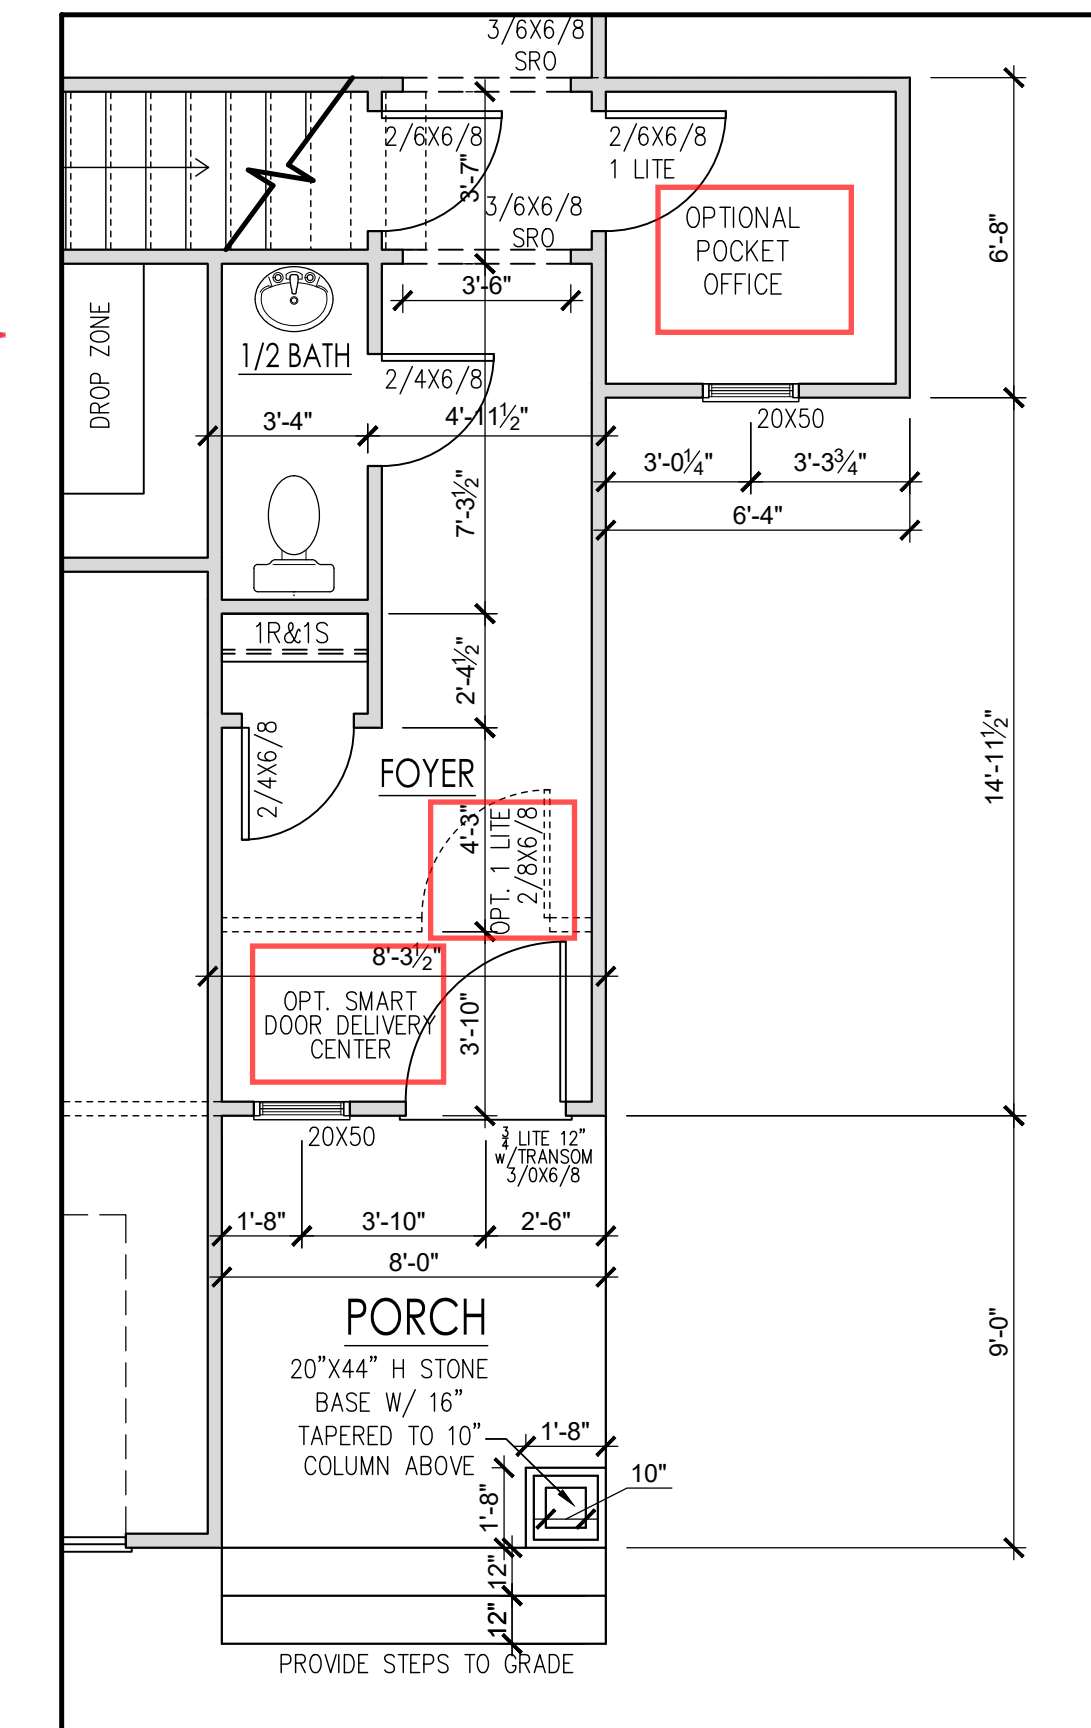 3/6X6/8
SRO
2/6X6/8
2/6X6/8
1 LITE
3'-7"
3/6X6/8
SRO
OPTIONAL
POCKET
OFFICE
6'-8"
3'-6"
DROP ZONE
1/2 BATH
2/4X6/8
3'-4"
4'-11½"
20X50
3'-0¼"
3'-3¾"
6'-4"
7'-3½"
1R&1S
2'-4½"
2/4X6/8
FOYER
14'-11½"
4'-3"
OPT. 1 LITE
2/8X6/8
8'-3½"
OPT. SMART
DOOR DELIVERY
CENTER
3'-10"
20X50
¾ LITE 12"
w/TRANSOM
3/0X6/8
1'-8"
3'-10"
2'-6"
8'-0"
PORCH
20"X44" H STONE
BASE W/ 16"
TAPERED TO 10"
COLUMN ABOVE
9'-0"
1'-8"
10"
1'-8"
12"
12"
PROVIDE STEPS TO GRADE